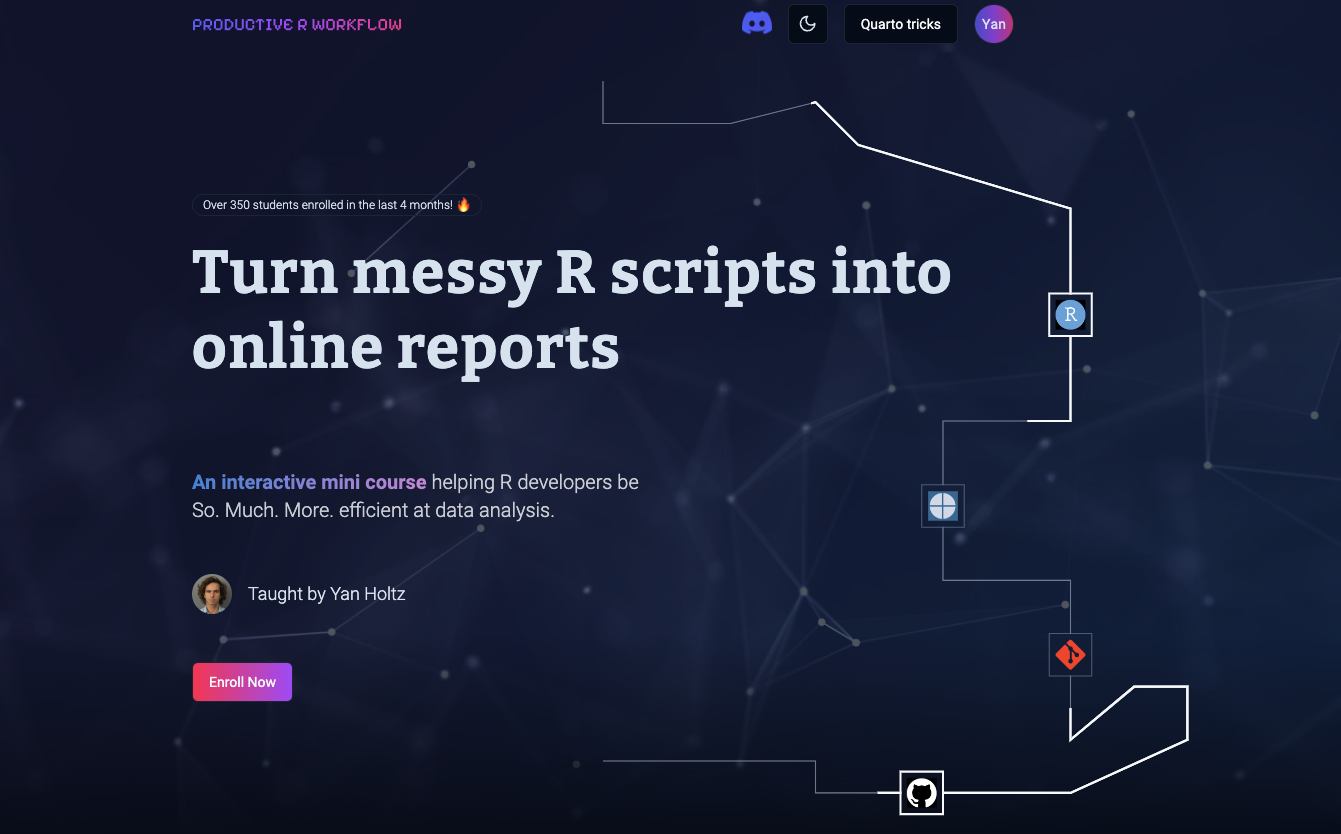 PRODUCTIVE R WORKFLOW
Quarto tricks
Yan
Over 350 students enrolled in the last 4 months! 🔥
Turn messy R scripts into
online reports
R
An interactive mini course helping R developers be
So. Much. More. efficient at data analysis.
Taught by Yan Holtz
Enroll Now